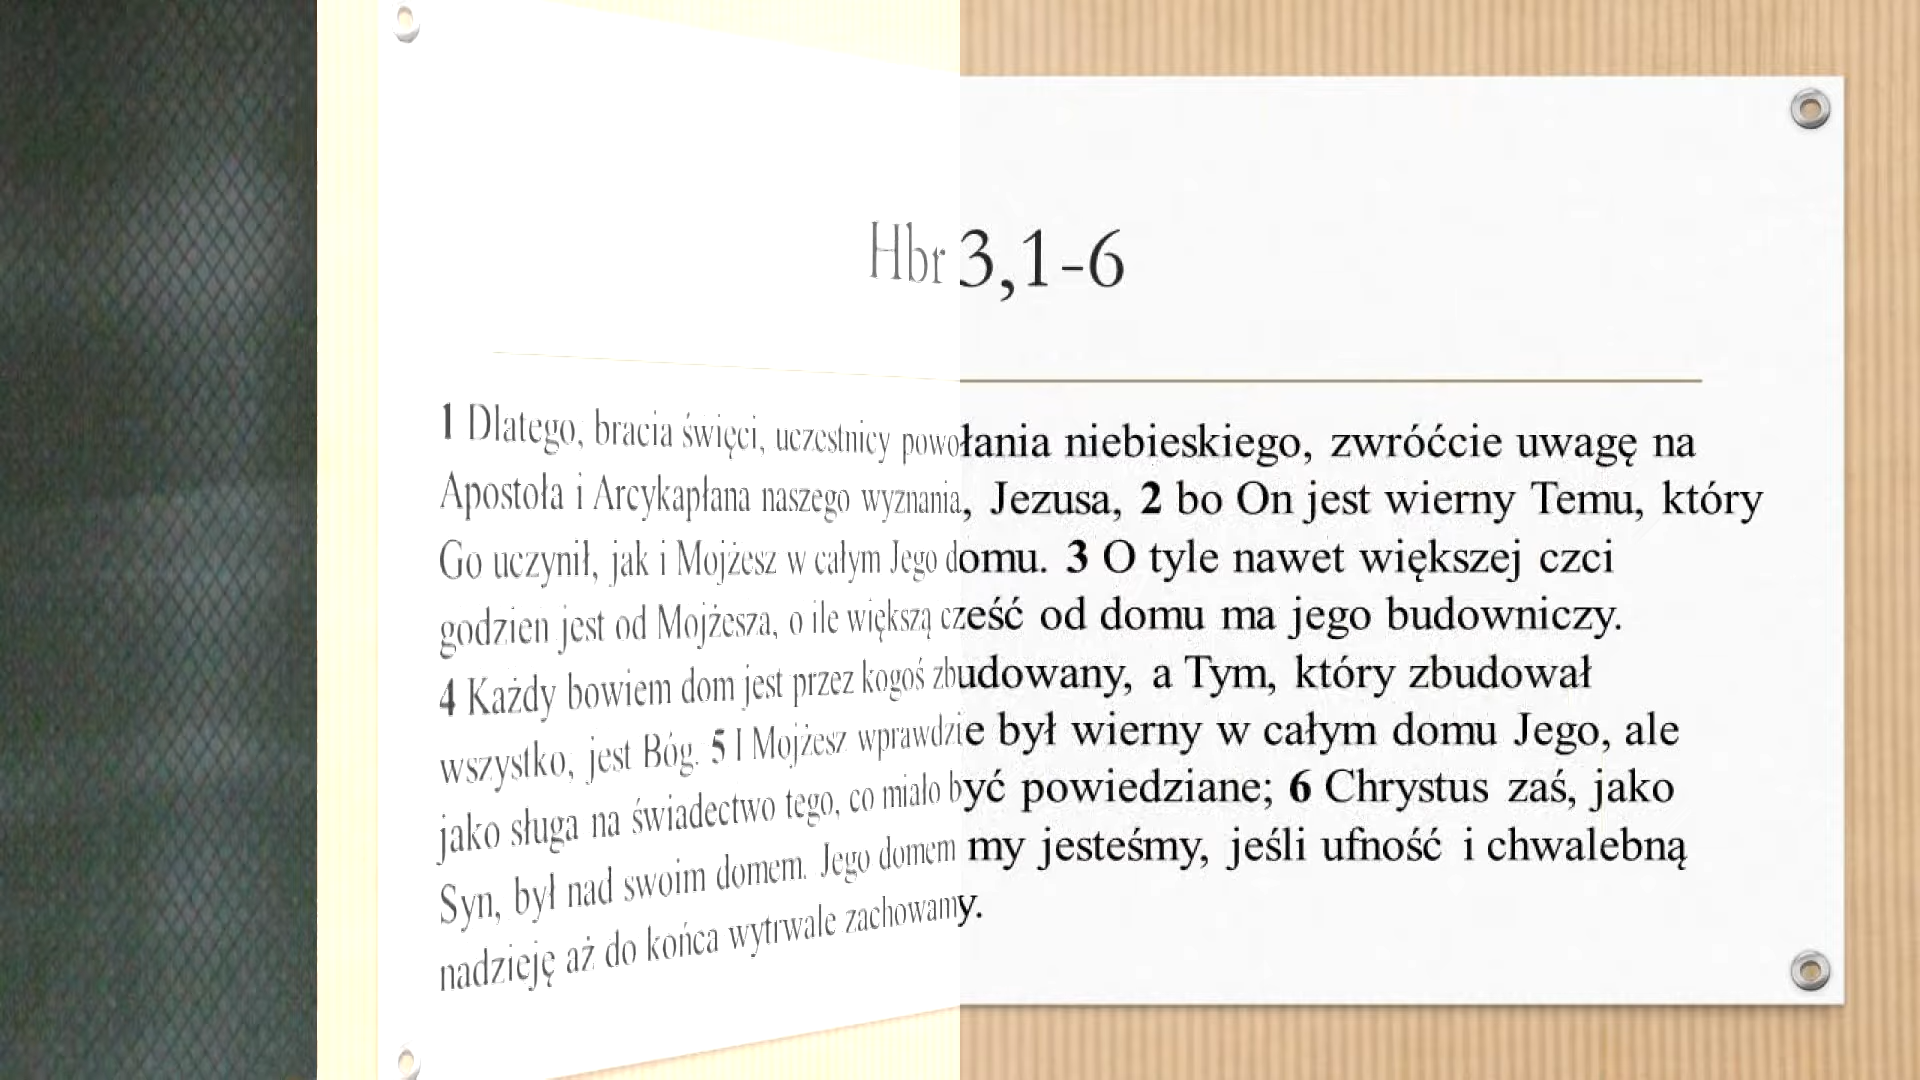 Hbr 3,1-6
1 Dlatego, bracia święci, uczestnicy powołania niebieskiego, zwróćcie uwagę na
Apostoła i Arcykapłana naszego wyznania, Jezusa, 2 bo On jest wierny Temu, który
Go uczynił, jak i Mojżesz w całym Jego domu. 3 O tyle nawet większej czci
godzien jest od Mojżesza, o ile większą cześć od domu ma jego budowniczy.
4 Każdy bowiem dom jest przez kogoś zbudowany, a Tym, który zbudował
wszystko, jest Bóg. 5 I Mojżesz wprawdzie był wierny w całym domu Jego, ale
jako sługa na świadectwo tego, co miało być powiedziane; 6 Chrystus zaś, jako
Syn, był nad swoim domem. Jego domem my jesteśmy, jeśli ufność i chwalebną
nadzieję aż do końca wytrwale zachowamy.